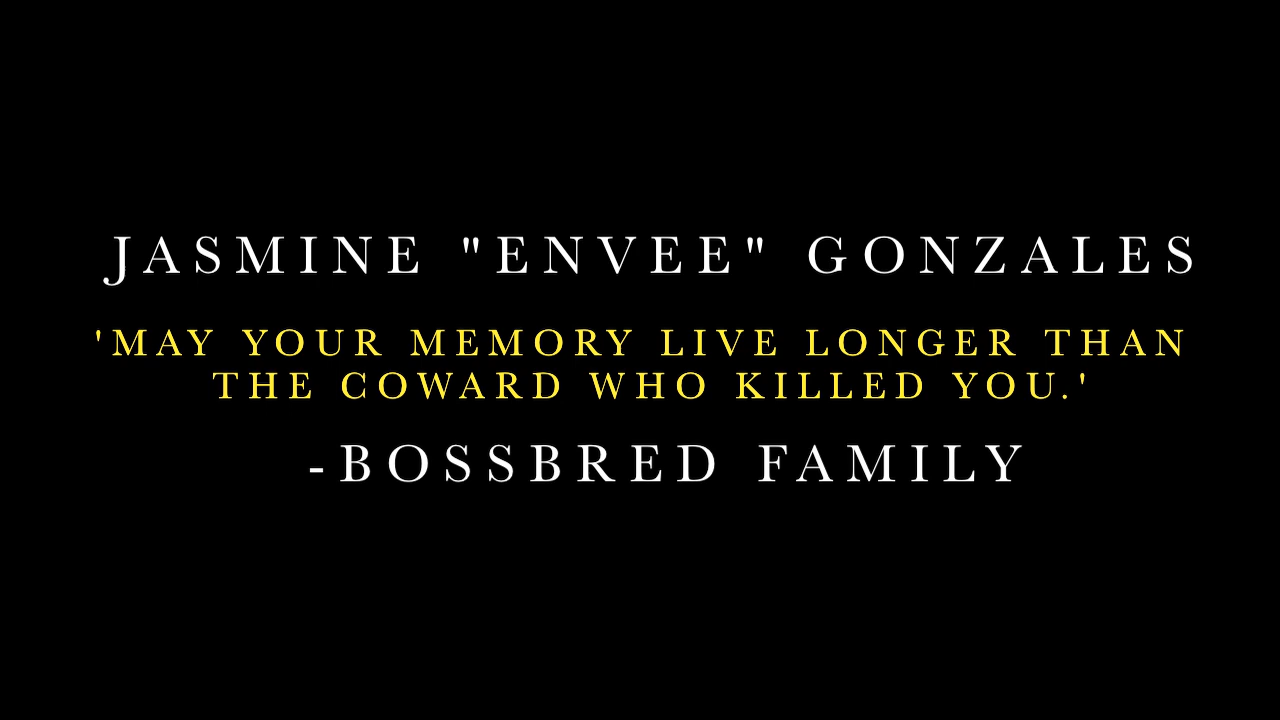 JASMINE "ENVEE" GONZALES
'MAY YOUR MEMORY LIVE LONGER THAN
THE COWARD WHO KILLED YOU.'
-BOSSBRED FAMILY